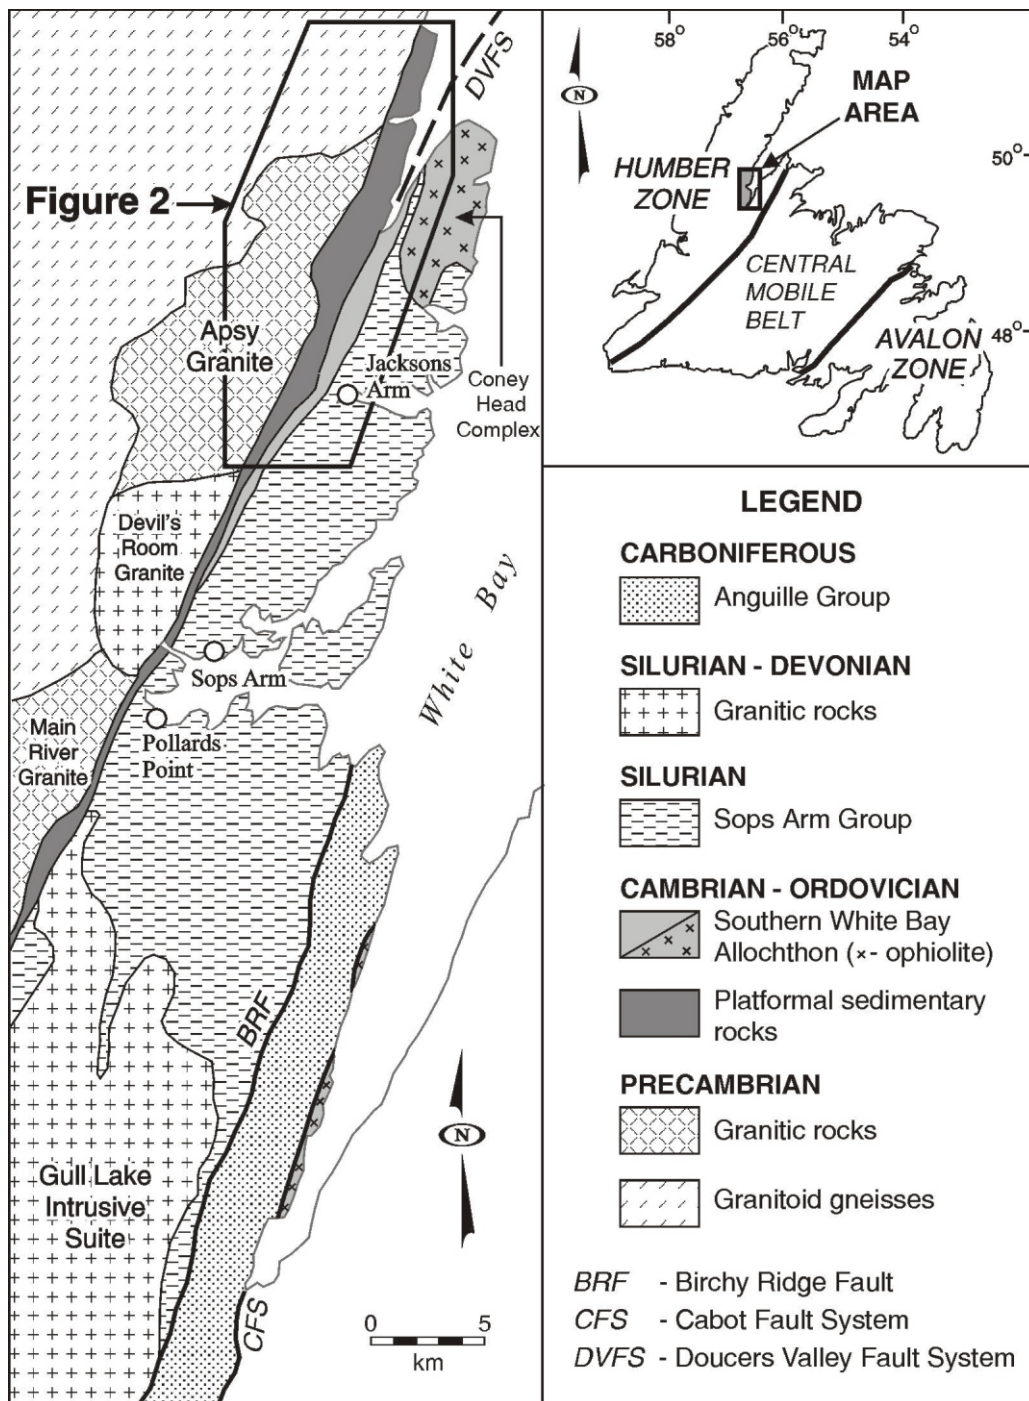 DVFS
Figure 2
Apsy
Granite
Jacksons
Arm
Coney
Head
Complex
Devil's
Room
Granite
White Bay
Sops Arm
Main
River
Granite
Pollards
Point
BRF
N
Gull Lake
Intrusive
Suite
CFS
0 5
km
58° 56° 54°
N
MAP
AREA
50°
HUMBER
ZONE
CENTRAL
MOBILE
BELT
48°
AVALON
ZONE
LEGEND
CARBONIFEROUS
Anguille Group
SILURIAN - DEVONIAN
Granitic rocks
SILURIAN
Sops Arm Group
CAMBRIAN - ORDOVICIAN
Southern White Bay
Allochthon (×- ophiolite)
Platformal sedimentary
rocks
PRECAMBRIAN
Granitic rocks
Granitoid gneisses
BRF - Birchy Ridge Fault
CFS - Cabot Fault System
DVFS - Doucers Valley Fault System